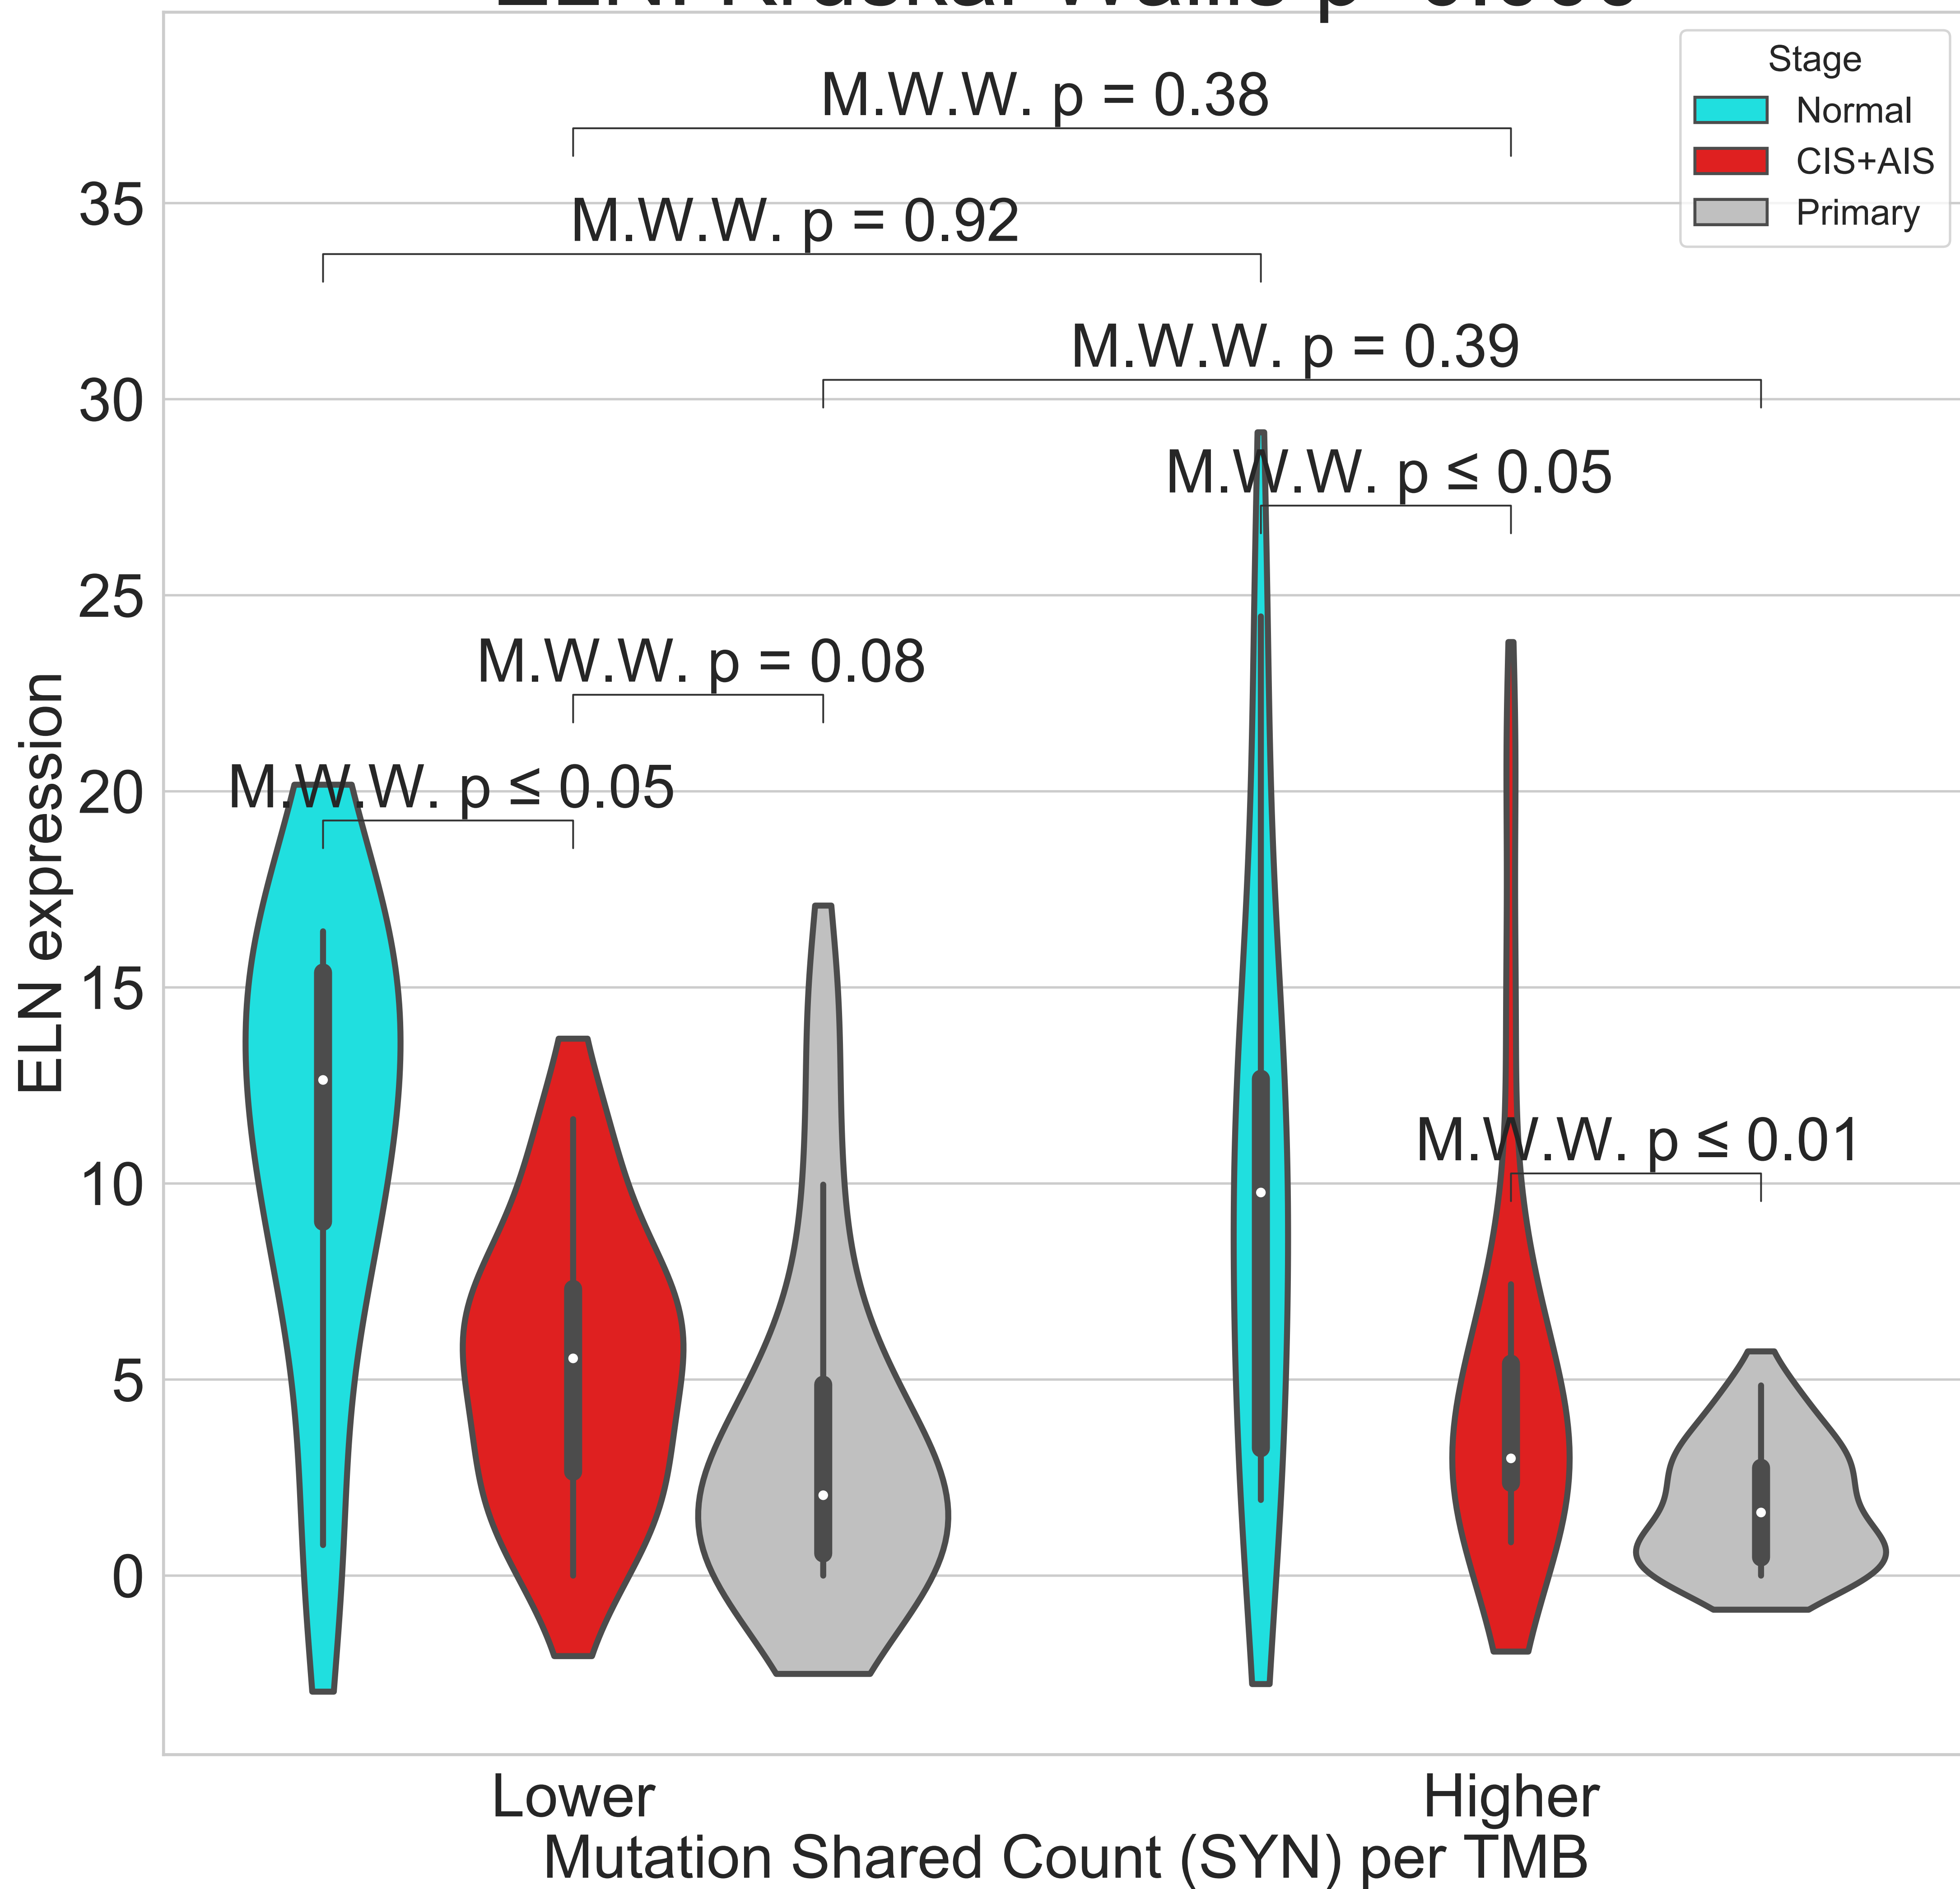 Stage
Normal
CIS+AIS
Primary
M.W.W. p = 0.38
M.W.W. p = 0.92
M.W.W. p = 0.39
M.W.W. p ≤ 0.05
M.W.W. p = 0.08
M.W.W. p ≤ 0.05
M.W.W. p ≤ 0.01
35
30
25
20
15
10
5
0
ELN expression
Lower
Higher
Mutation Shared Count (SYN) per TMB